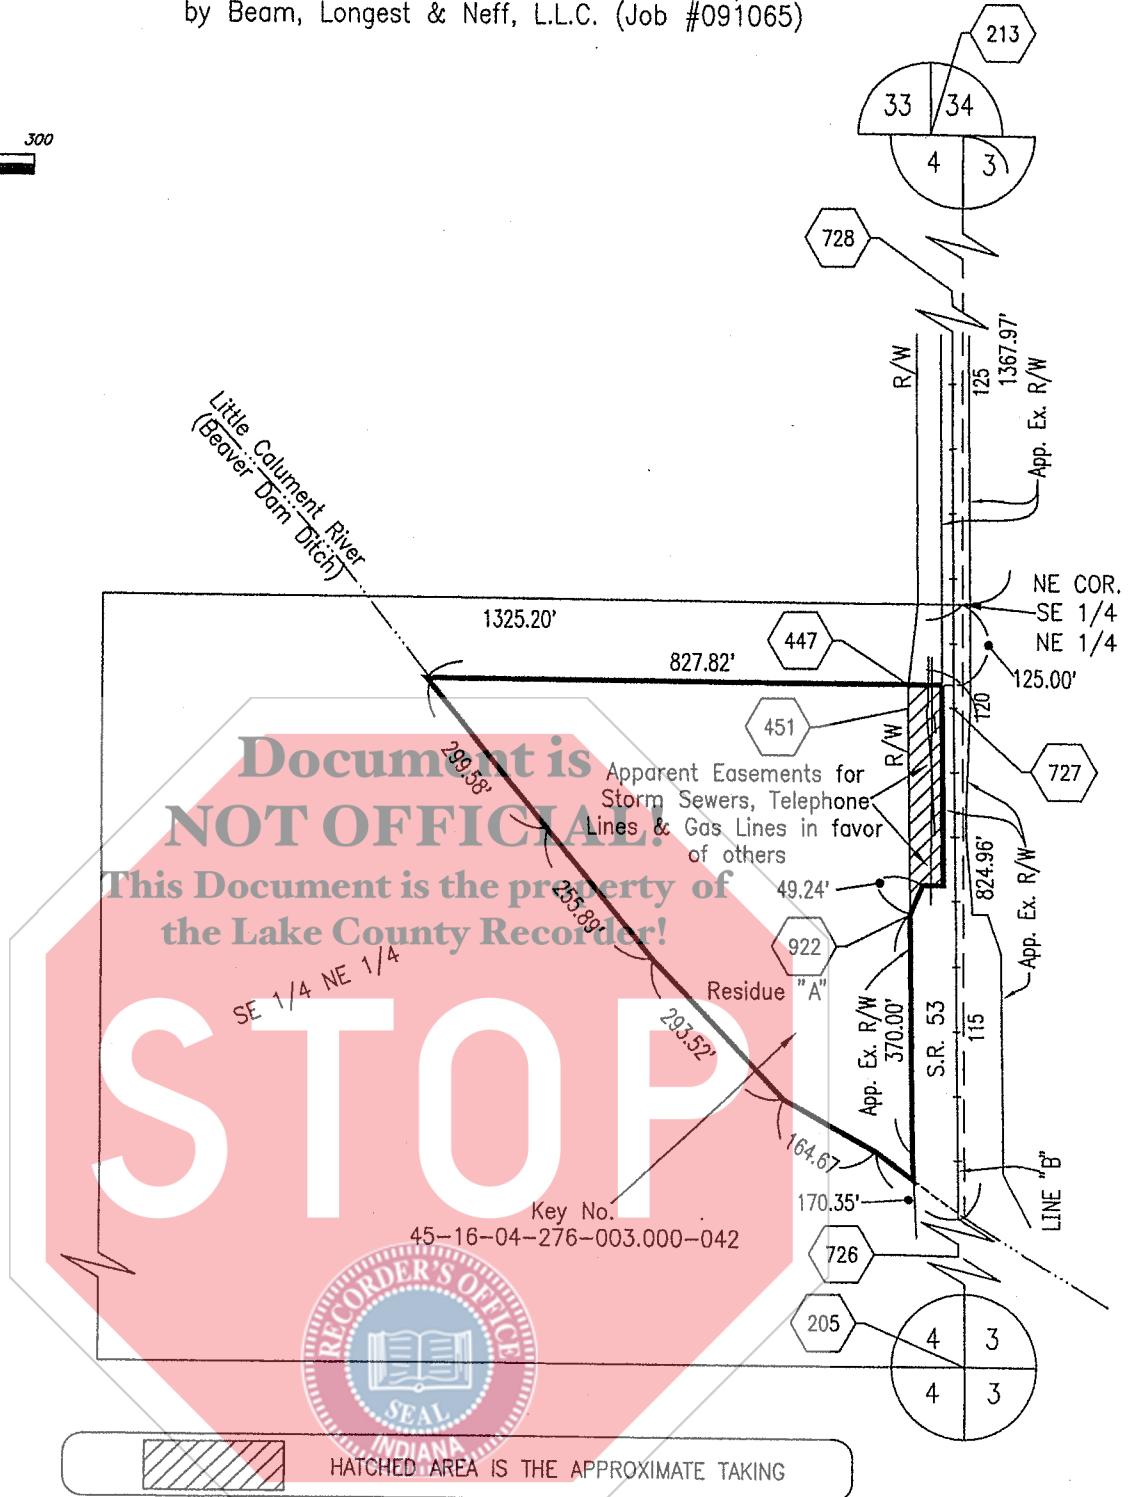 by Beam, Longest & Neff, L.L.C. (Job #091065)
213
33 34
4 3
300
728
R/W
125
1367.97'
App. Ex. R/W
Little Calument River
(Beaver Dam Ditch)
NE COR.
SE 1/4
NE 1/4
1325.20'
447
827.82'
125.00'
120
451
R/W
727
Document is
NOT OFFICIAL!
This Document is the property of
the Lake County Recorder!
299.58'
Apparent Easements for
Storm Sewers, Telephone
Lines & Gas Lines in favor
of others
49.24'
824.96'
App. Ex. R/W
255.89'
922
SE 1/4 NE 1/4
Residue "A"
STOP
293.52'
App. Ex. R/W
370.00'
S.R. 53
115
164.67
170.35'
LINE "B"
Key No.
45-16-04-276-003.000-042
726
205
4 3
4 3
RECORDER'S OFFICE
SEAL
INDIANA
HATCHED AREA IS THE APPROXIMATE TAKING